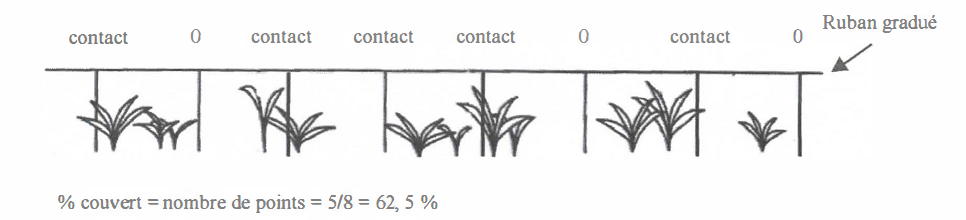 Ruban gradué
contact 0 contact contact contact 0 contact 0
% couvert = nombre de points = 5/8 = 62, 5 %